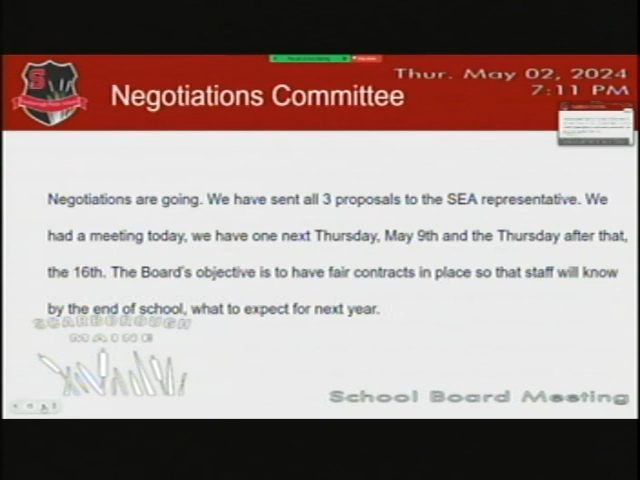 Thur. May 02, 2024
7:11 PM
Negotiations Committee
Negotiations are going. We have sent all 3 proposals to the SEA representative. We
had a meeting today, we have one next Thursday, May 9th and the Thursday after that,
the 16th. The Board's objective is to have fair contracts in place so that staff will know
by the end of school, what to expect for next year.
SCARBOROUGH
MAINE
School Board Meeting